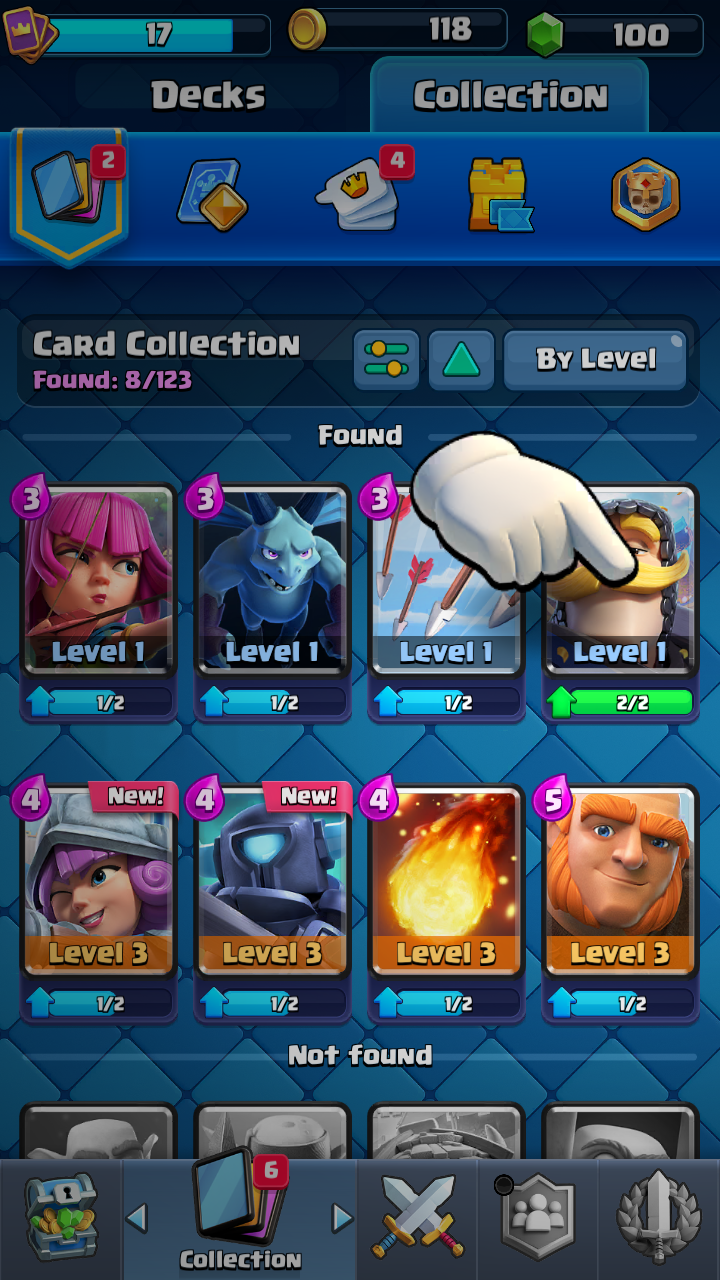 17
118
100
Decks
Collection
2
4
Card Collection
Found: 8/123
By Level
Found
3
3
3
Level 1
Level 1
Level 1
Level 1
1/2
1/2
1/2
2/2
4
New!
4
New!
4
5
Level 3
Level 3
Level 3
Level 3
1/2
1/2
1/2
1/2
Not found
6
Collection